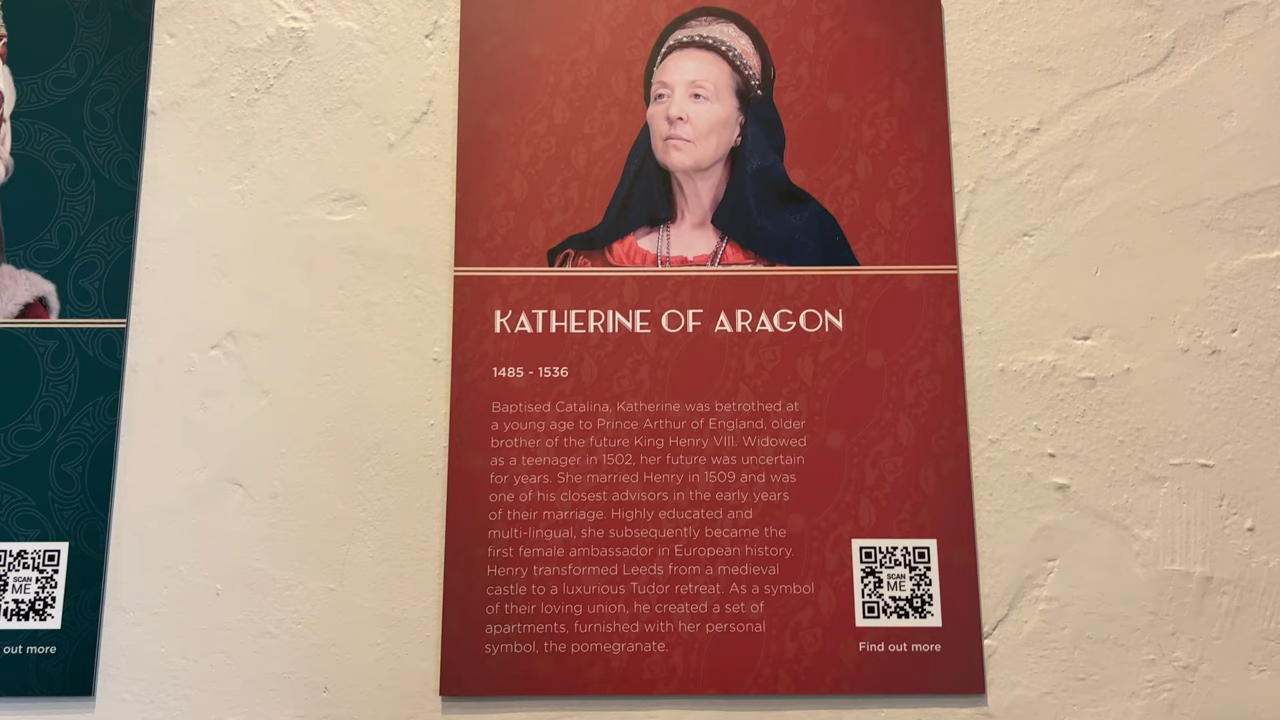 KATHERINE OF ARAGON
1485 - 1536
Baptised Catalina, Katherine was betrothed at
a young age to Prince Arthur of England, older
brother of the future King Henry VIII. Widowed
as a teenager in 1502, her future was uncertain
for years. She married Henry in 1509 and was
one of his closest advisors in the early years
of their marriage. Highly educated and
multi-lingual, she subsequently became the
first female ambassador in European history.
Henry transformed Leeds from a medieval
castle to a luxurious Tudor retreat. As a symbol
of their loving union, he created a set of
apartments, furnished with her personal
symbol, the pomegranate.
SCAN
ME
Find out more
SCAN
ME
out more